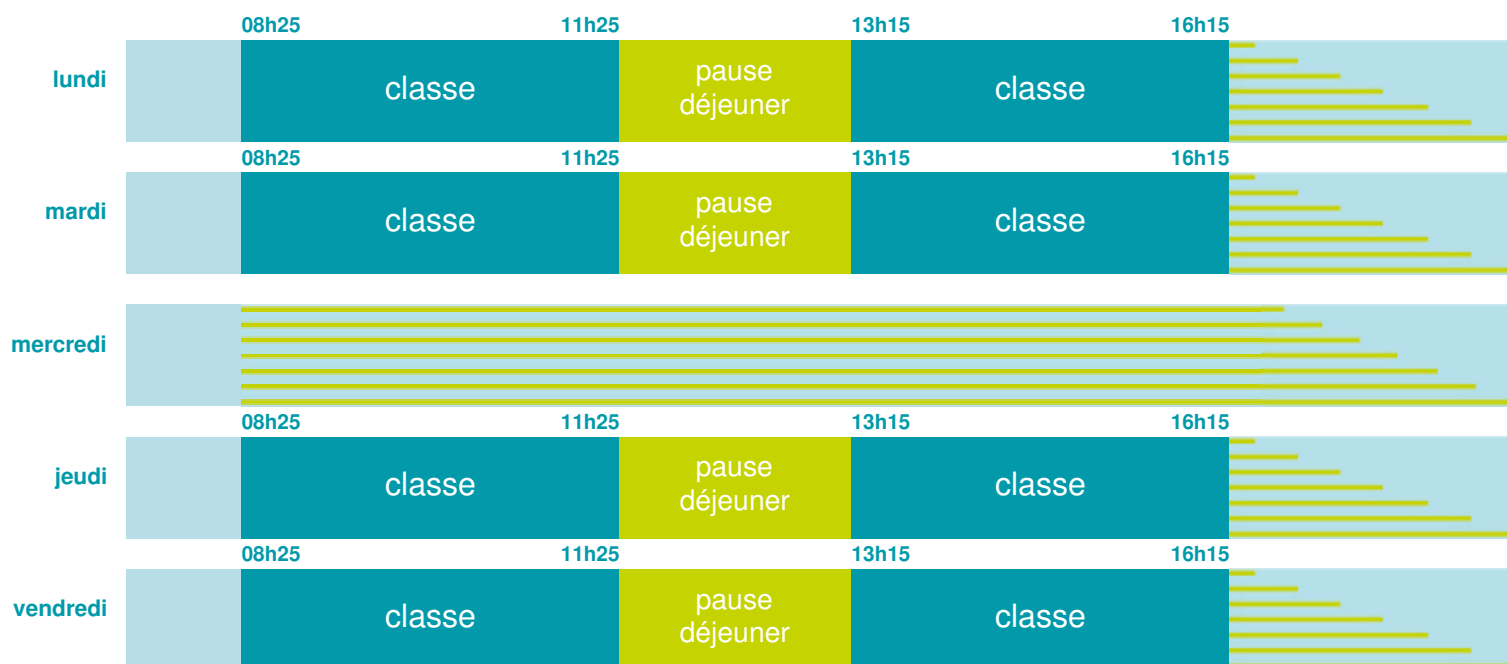 08h25 11h25 13h15 16h15
lundi classe pause déjeuner classe
08h25 11h25 13h15 16h15
mardi classe pause déjeuner classe
mercredi
08h25 11h25 13h15 16h15
jeudi classe pause déjeuner classe
08h25 11h25 13h15 16h15
vendredi classe pause déjeuner classe